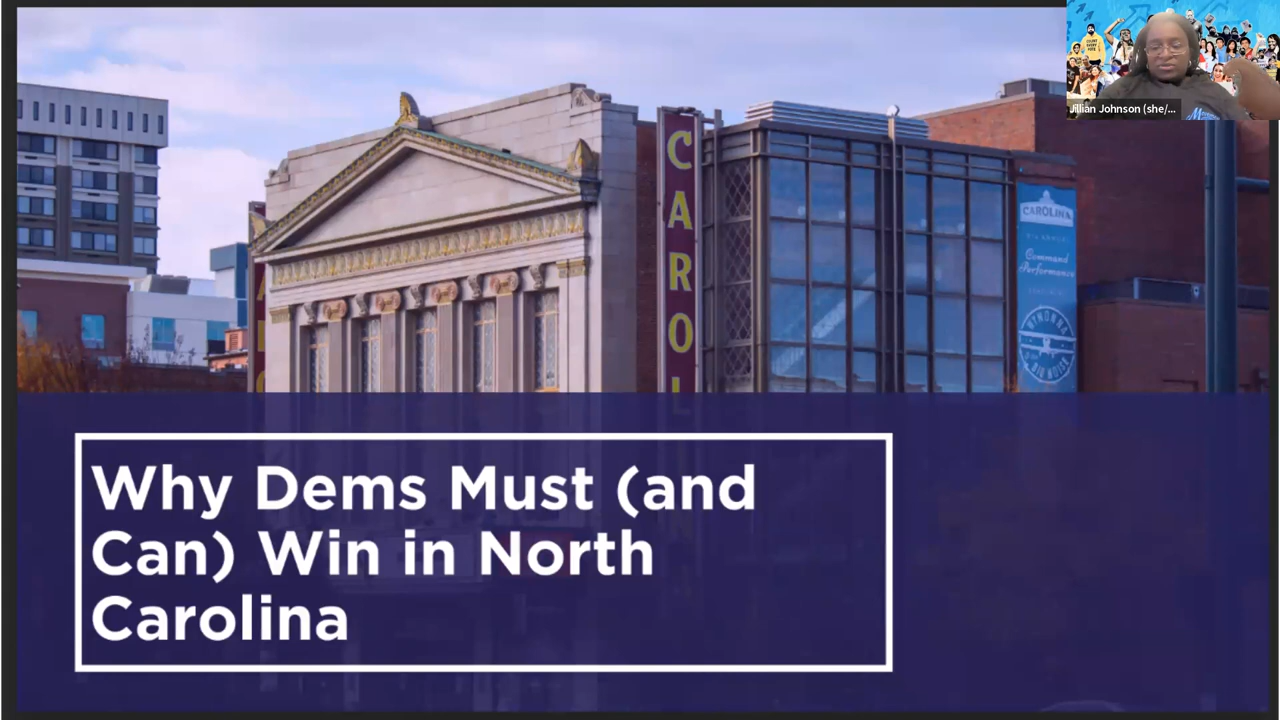 Jillian Johnson (she/...
CAROL
CAROLINA
Command
Performance
Why Dems Must (and
Can) Win in North
Carolina